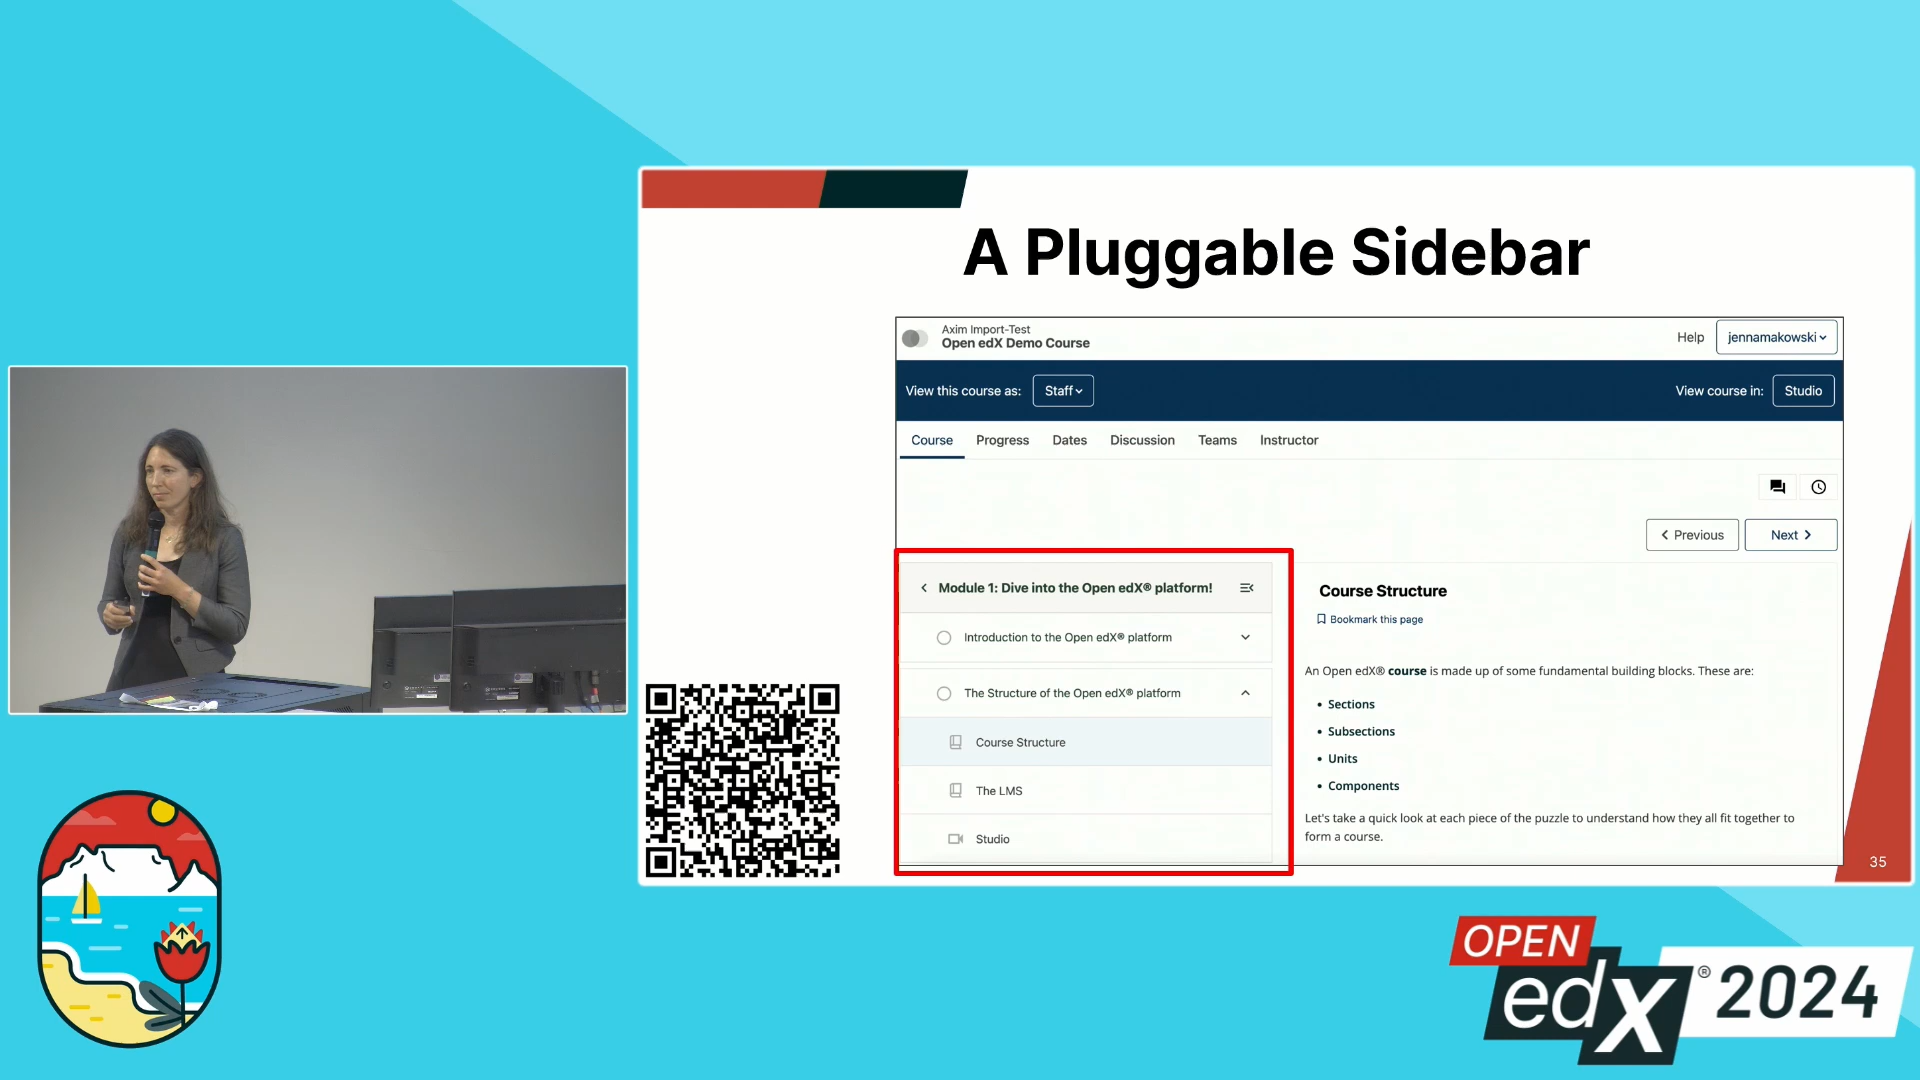 A Pluggable Sidebar
Axim Import-Test
Open edX Demo Course
Help
jennamakowski
View this course as:
Staff
View course in:
Studio
Course
Progress
Dates
Discussion
Teams
Instructor
Previous
Next
Module 1: Dive into the Open edX® platform!
Introduction to the Open edX® platform
The Structure of the Open edX® platform
Course Structure
The LMS
Studio
Course Structure
Bookmark this page
An Open edX® course is made up of some fundamental building blocks. These are:
• Sections
• Subsections
• Units
• Components
Let's take a quick look at each piece of the puzzle to understand how they all fit together to
form a course.
35
OPEN
edX® 2024